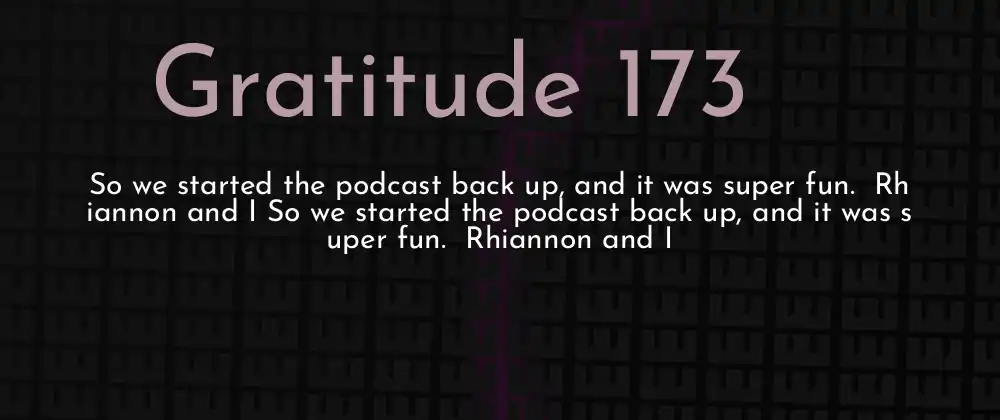 Gratitude 173
So we started the podcast back up, and it was super fun.  Rh
iannon and I So we started the podcast back up, and it was s
uper fun.  Rhiannon and I